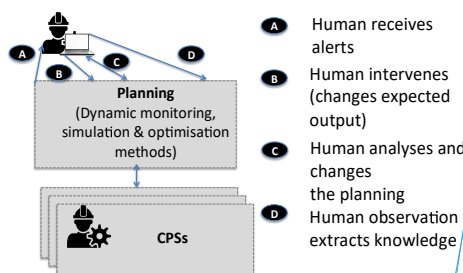 A
B
C
D
Planning
(Dynamic monitoring,
simulation & optimisation
methods)
CPSs
A Human receives
alerts
B Human intervenes
(changes expected
output)
C Human analyses and
changes
the planning
D Human observation
extracts knowledge